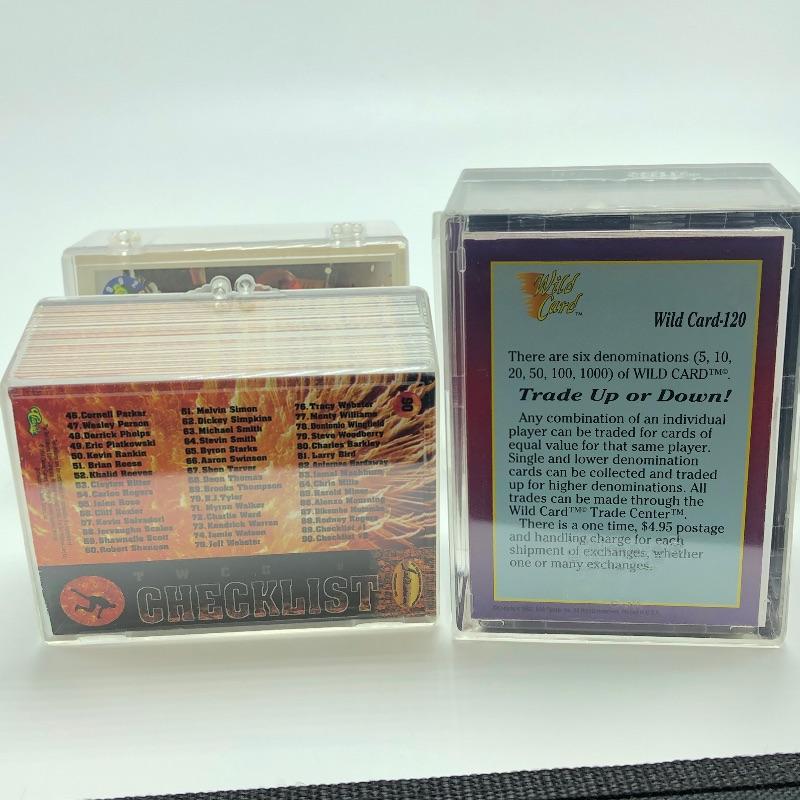 46.Cornell Parker
47.Wesley Person
48.Derrick Phelps
49.Eric Piatkowski
50.Kevin Rankin
51.Brian Reese
52.Khalid Reeves
53.Clayton Ritter
54.Carlos Rogers
55.Jalen Rose
56.Clif Rozier
57.Kevin Salvadori
58.Jervaughn Scales
59.Shawnelle Scott
60.Robert Shannon
61.Melvin Simon
62.Dickey Simpkins
63.Michael Smith
64.Stevin Smith
65.Byron Starks
66.Aaron Swinson
67.Shon Tarver
68.Deon Thomas
69.Brooks Thompson
70.B.J.Tyler
71.Myron Walker
72.Charlie Ward
73.Kendrick Warren
74.Jamie Watson
75.Jeff Webster
76.Tracy Webster
77.Monty Williams
78.Dontonio Wingfield
79.Steve Woodberry
80.Charles Barkley
81.Larry Bird
82.Anfernee Hardaway
83.Jamal Mashburn
84.Chris Mills
85.Harold Miner
86.Alonzo Mourning
87.Dikembe Mutombo
88.Rodney Rogers
89.Checklist #1
90.Checklist #2
90
CHECKLIST
Wild
Card™
Wild Card-120
There are six denominations (5, 10,
20, 50, 100, 1000) of WILD CARD™©.
Trade Up or Down!
Any combination of an individual
player can be traded for cards of
equal value for that same player.
Single and lower denomination
cards can be collected and traded
up for higher denominations. All
trades can be made through the
Wild Card™© Trade Center™.
There is a one time, $4.95 postage
and handling charge for each
shipment of exchanges, whether
one or many exchanges.